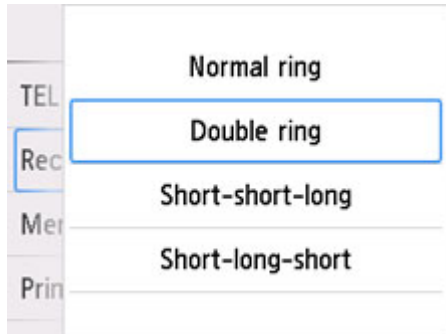 Normal ring
TEL
Double ring
Rec
Short-short-long
Mer
Short-long-short
Prin